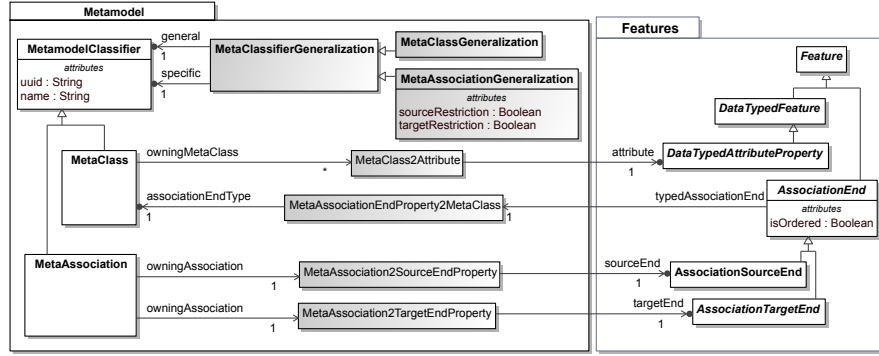 Metamodel
Features
MetamodelClassifier
attributes
uuid : String
name : String
general
1
specific
1
MetaClassifierGeneralization
MetaClassGeneralization
MetaAssociationGeneralization
attributes
sourceRestriction : Boolean
targetRestriction : Boolean
Feature
DataTypedFeature
MetaClass
owningMetaClass
*
MetaClass2Attribute
attribute
1
DataTypedAttributeProperty
associationEndType
1
MetaAssociationEndProperty2MetaClass
1
typedAssociationEnd
AssociationEnd
attributes
isOrdered : Boolean
MetaAssociation
owningAssociation
1
MetaAssociation2SourceEndProperty
sourceEnd
1
AssociationSourceEnd
owningAssociation
1
MetaAssociation2TargetEndProperty
targetEnd
1
AssociationTargetEnd